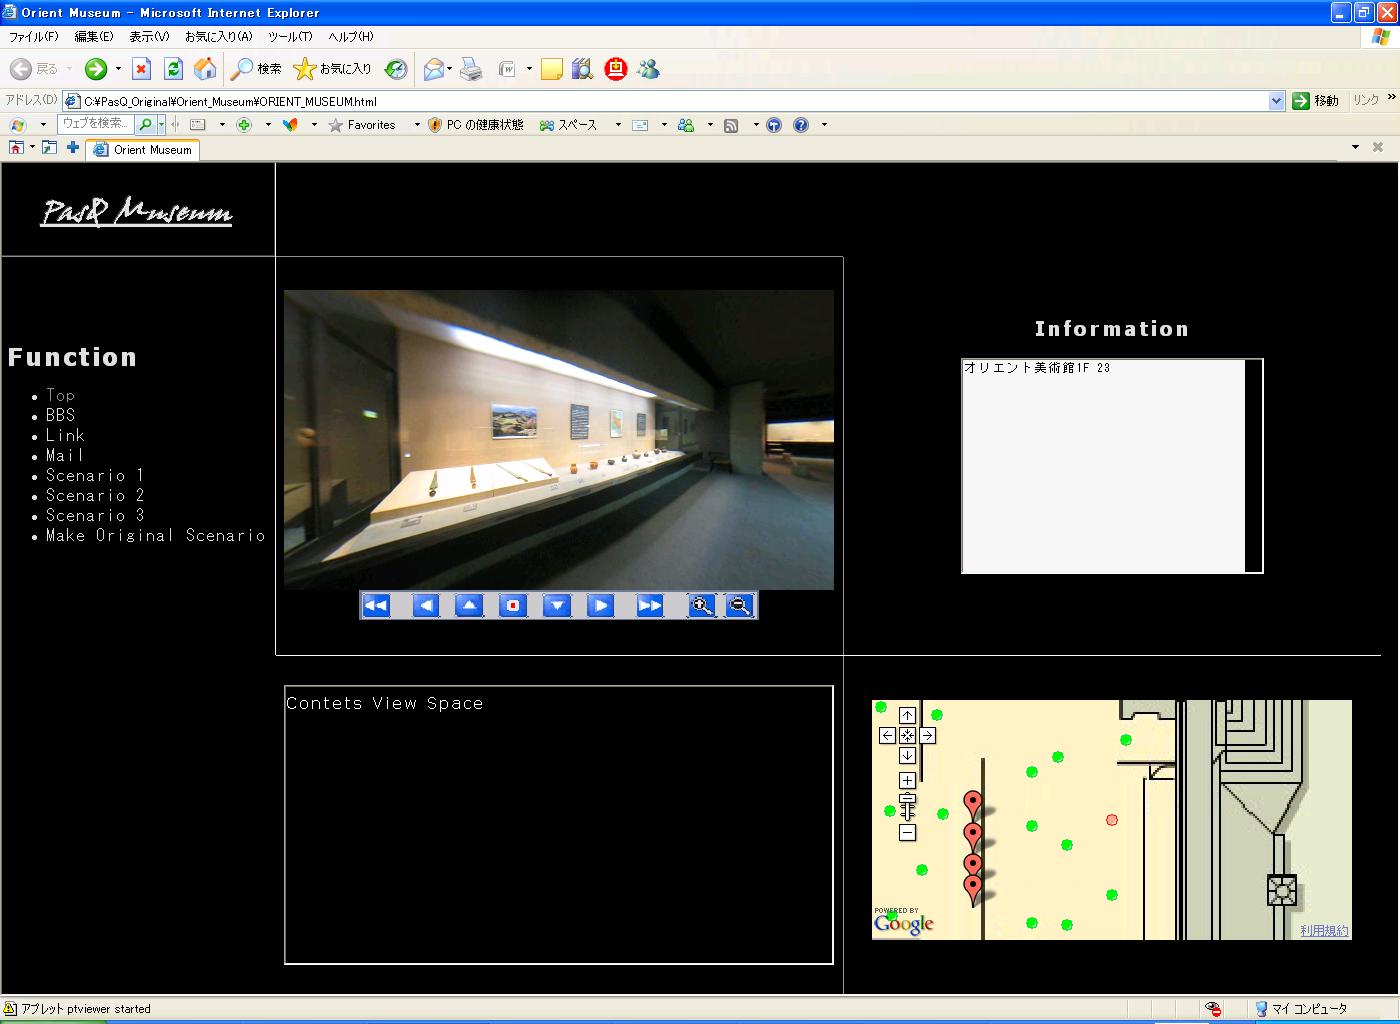 Orient Museum - Microsoft Internet Explorer
ファイル(F) 編集(E) 表示(V) お気に入り(A) ツール(T) ヘルプ(H)
戻る 検索 お気に入り
アドレス(D) C:¥PasQ_Original¥Orient_Museum¥ORIENT_MUSEUM.html 移動 リンク »
ウェブを検索... Favorites PC の健康状態 スペース
Orient Museum
PasQ Museum
Function
Top
BBS
Link
Mail
Scenario 1
Scenario 2
Scenario 3
Make Original Scenario
Information
オリエント美術館1F 23
Contets View Space
POWERED BY
Google
利用規約
アプレット ptviewer started マイ コンピュータ